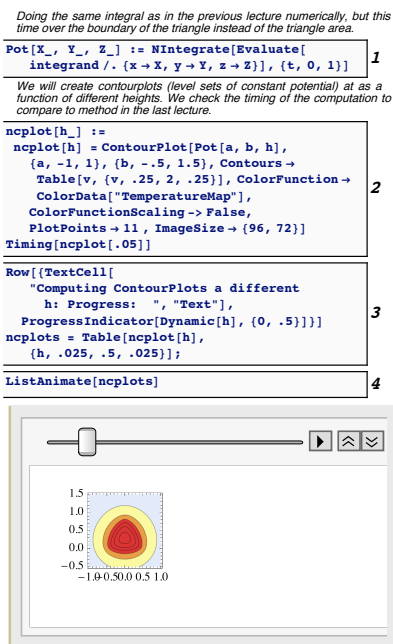 Doing the same integral as in the previous lecture numerically, but this
time over the boundary of the triangle instead of the triangle area.
Pot[X_, Y_, Z_] := NIntegrate[Evaluate[
integrand /. {x → X, y → Y, z → Z}], {t, 0, 1}]
1
We will create contourplots (level sets of constant potential) at as a
function of different heights. We check the timing of the computation to
compare to method in the last lecture.
ncplot[h_] :=
ncplot[h] = ContourPlot[Pot[a, b, h],
{a, -1, 1}, {b, -.5, 1.5}, Contours →
Table[v, {v, .25, 2, .25}], ColorFunction →
ColorData["TemperatureMap"],
ColorFunctionScaling -> False,
PlotPoints → 11 , ImageSize → {96, 72}]
Timing[ncplot[.05]]
2
Row[{TextCell[
"Computing ContourPlots a different
h: Progress:  ", "Text"],
ProgressIndicator[Dynamic[h], {0, .5}]}]
ncplots = Table[ncplot[h],
{h, .025, .5, .025}];
3
ListAnimate[ncplots]
4
1.5
1.0
0.5
0.0
-0.5
-1.0-0.50.0 0.5 1.0